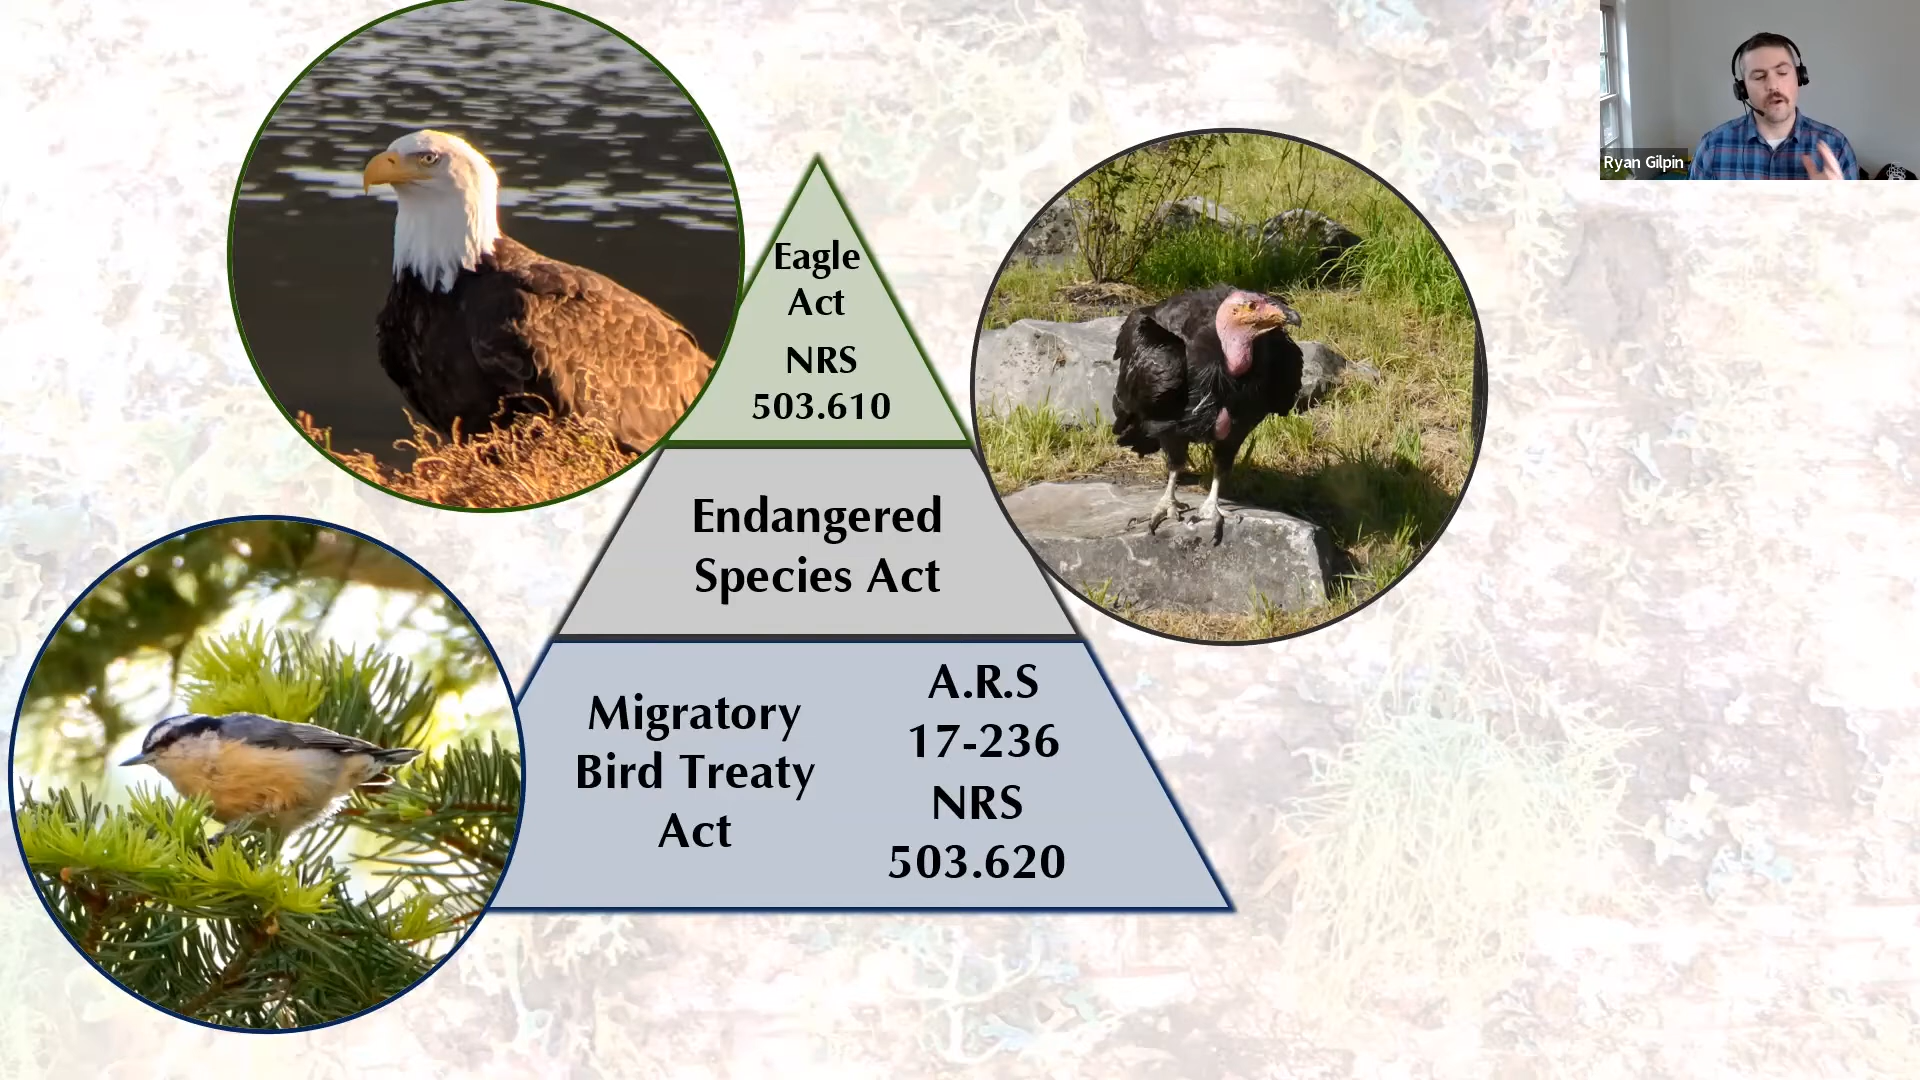 Ryan Gilpin
Eagle
Act
NRS
503.610
Endangered
Species Act
Migratory
Bird Treaty
Act
A.R.S
17-236
NRS
503.620